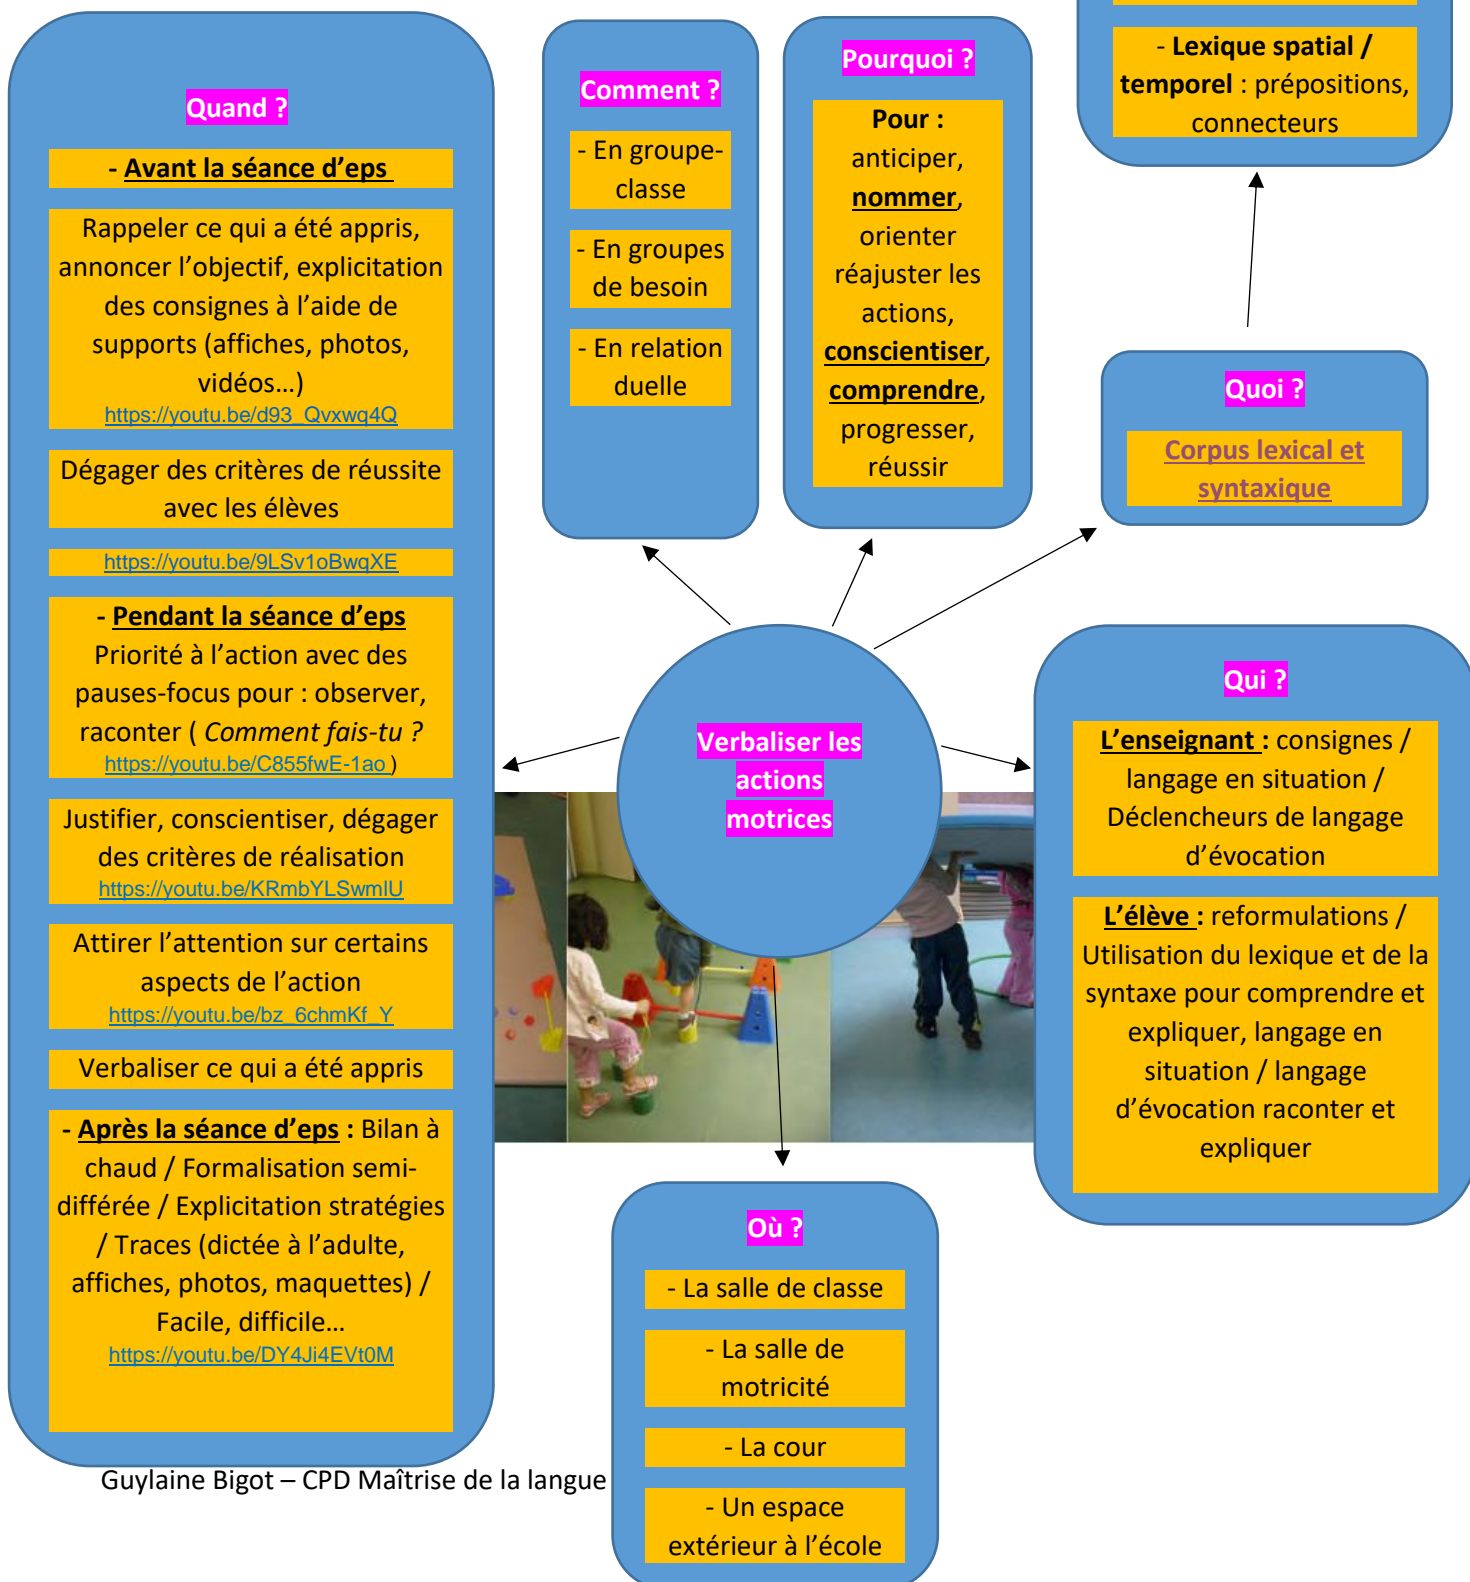 Quand ?
- Avant la séance d'eps
Rappeler ce qui a été appris,
annoncer l'objectif, explicitation
des consignes à l'aide de
supports (affiches, photos,
vidéos…)
https://youtu.be/d93_Qvxwq4Q
Dégager des critères de réussite
avec les élèves
https://youtu.be/9LSv1oBwqXE
- Pendant la séance d'eps
Priorité à l'action avec des
pauses-focus pour : observer,
raconter ( Comment fais-tu ?
https://youtu.be/C855fwE-1ao )
Justifier, conscientiser, dégager
des critères de réalisation
https://youtu.be/KRmbYLSwmIU
Attirer l'attention sur certains
aspects de l'action
https://youtu.be/bz_6chmKf_Y
Verbaliser ce qui a été appris
- Après la séance d'eps : Bilan à
chaud / Formalisation semi-
différée / Explicitation stratégies
/ Traces (dictée à l'adulte,
affiches, photos, maquettes) /
Facile, difficile…
https://youtu.be/DY4Ji4EVt0M
Comment ?
- En groupe-
classe
- En groupes
de besoin
- En relation
duelle
Pourquoi ?
Pour :
anticiper,
nommer,
orienter
réajuster les
actions,
conscientiser,
comprendre,
progresser,
réussir
- Lexique spatial /
temporel : prépositions,
connecteurs
Quoi ?
Corpus lexical et
syntaxique
Verbaliser les
actions
motrices
Qui ?
L'enseignant : consignes /
langage en situation /
Déclencheurs de langage
d'évocation
L'élève : reformulations /
Utilisation du lexique et de la
syntaxe pour comprendre et
expliquer, langage en
situation / langage
d'évocation raconter et
expliquer
Où ?
- La salle de classe
- La salle de
motricité
- La cour
- Un espace
extérieur à l'école
Guylaine Bigot – CPD Maîtrise de la langue